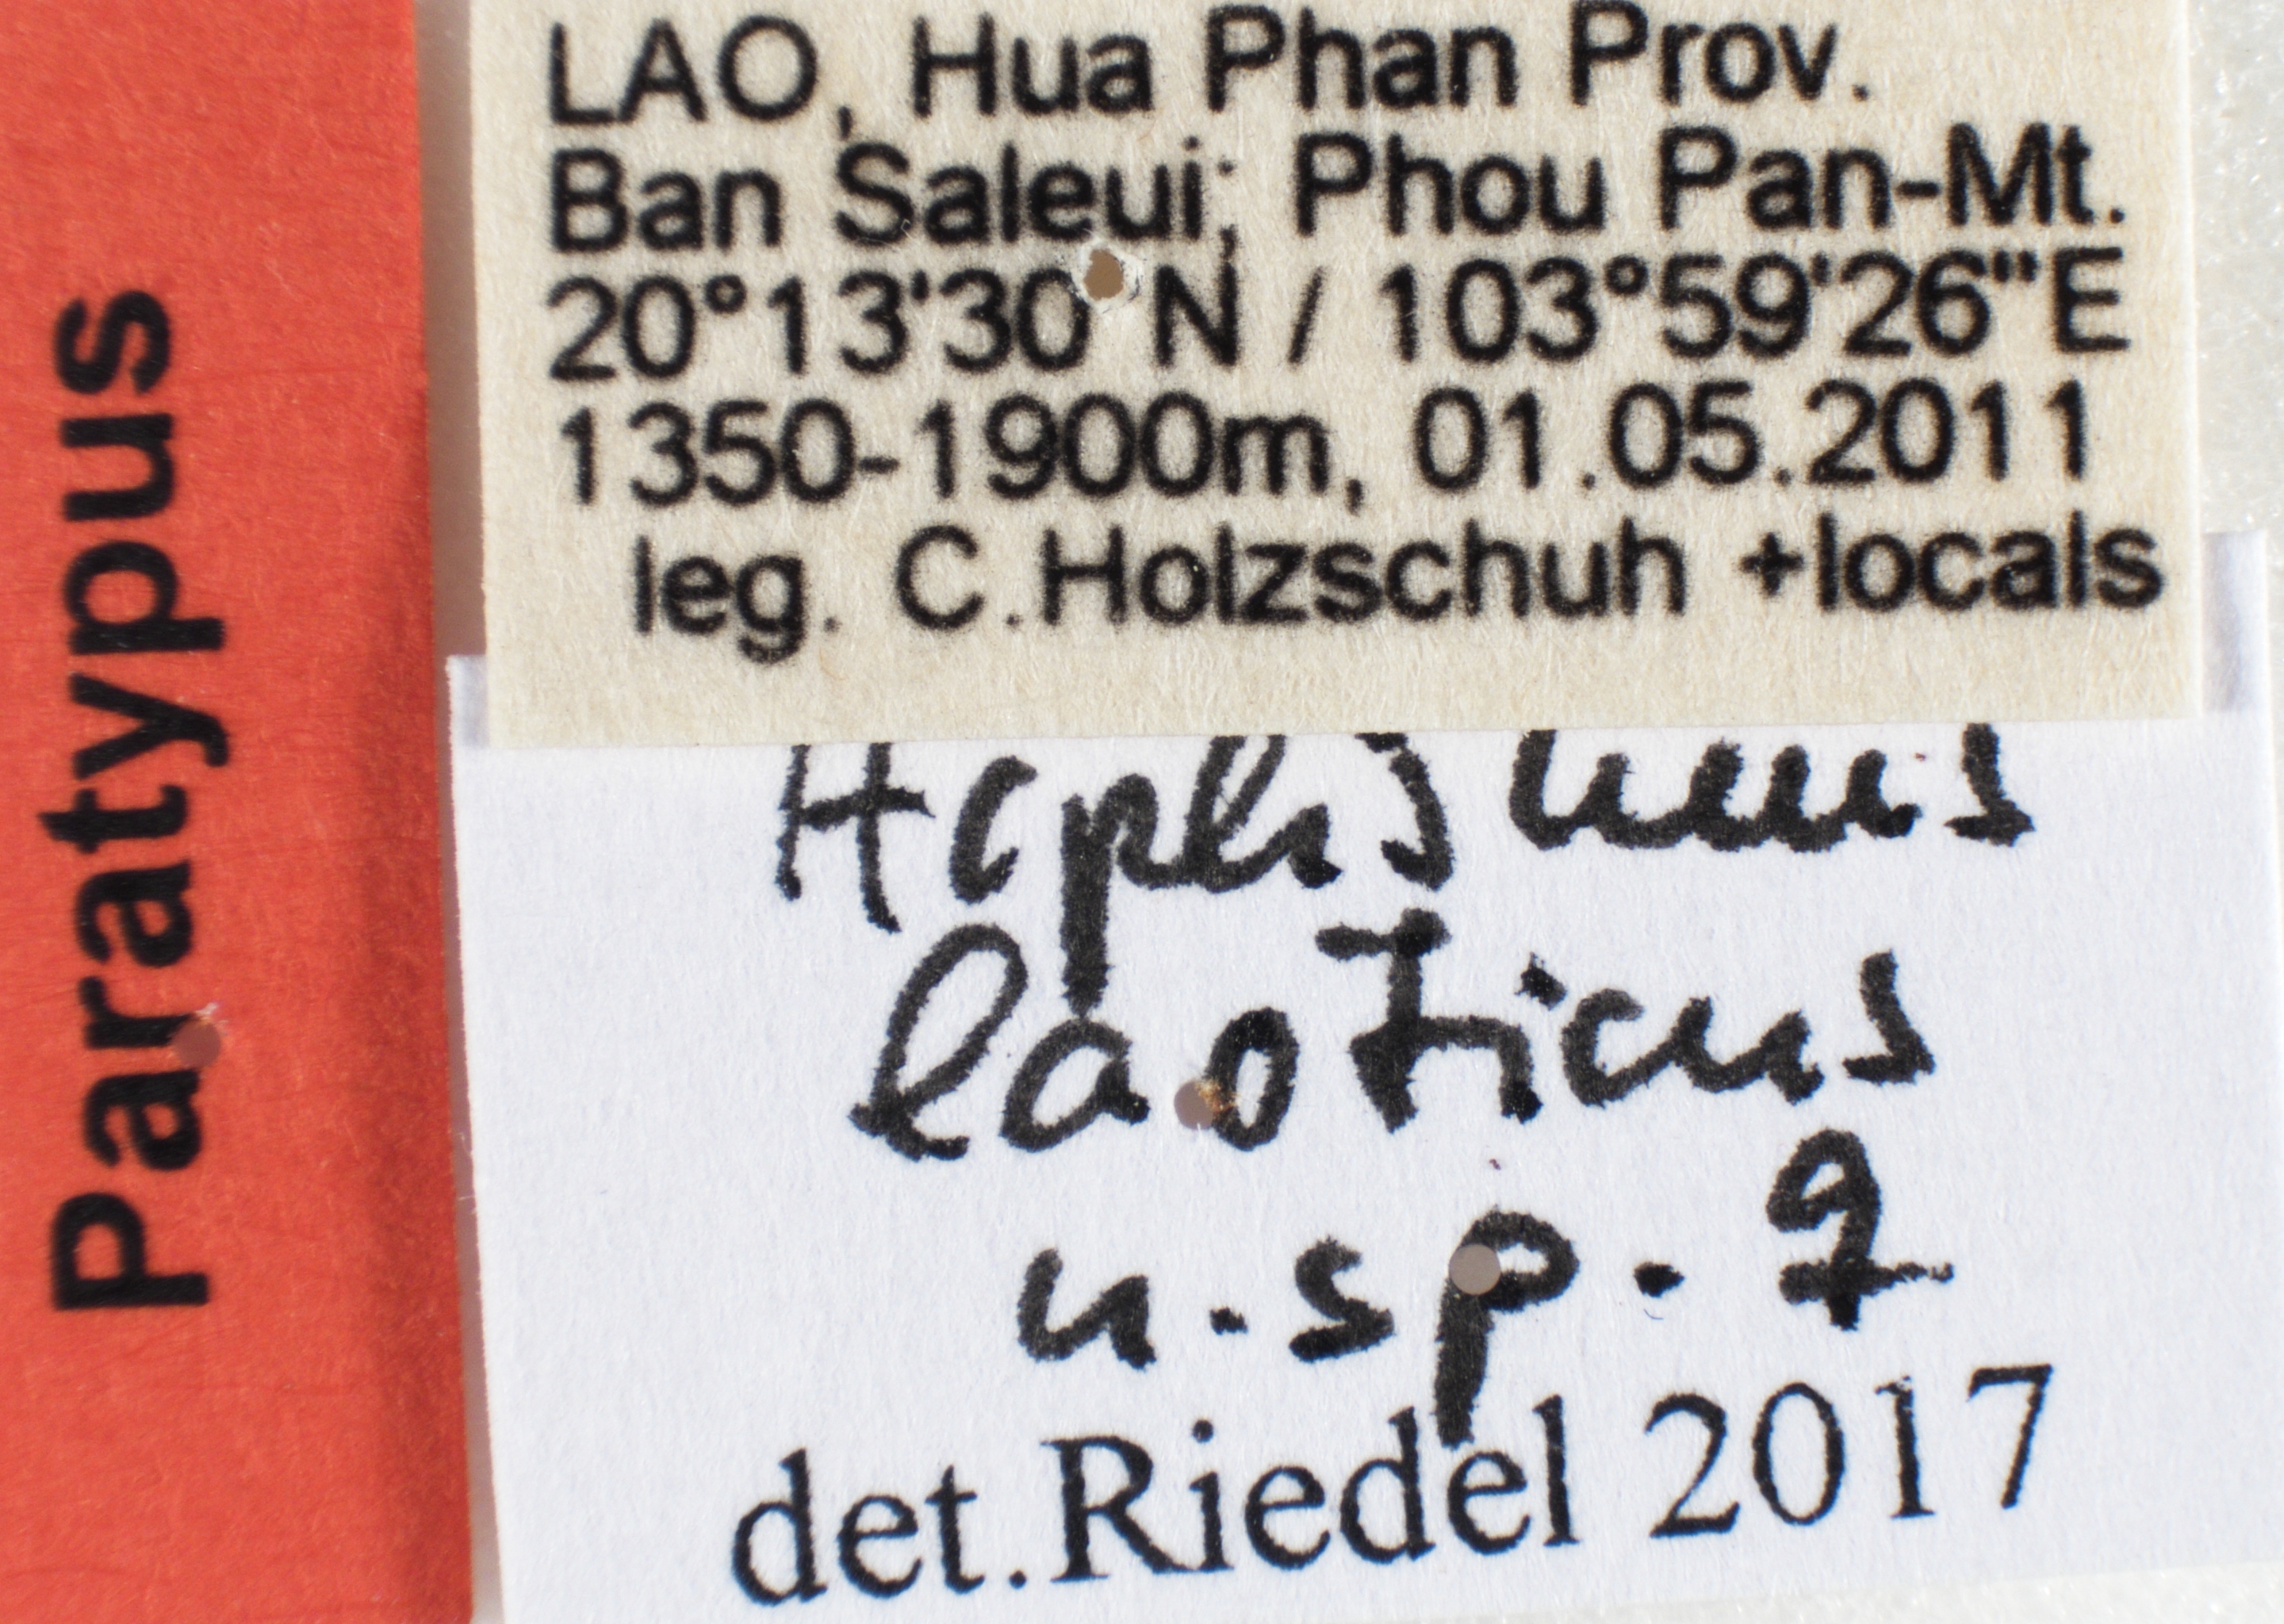 Paratypus
LAO, Hua Phan Prov.
Ban Saleui; Phou Pan-Mt.
20°13'30 N / 103°59'26"E
1350-1900m, 01.05.2011
leg. C.Holzschuh +locals
Hoplismenus
laoticus
n.sp. ♀
det.Riedel 2017